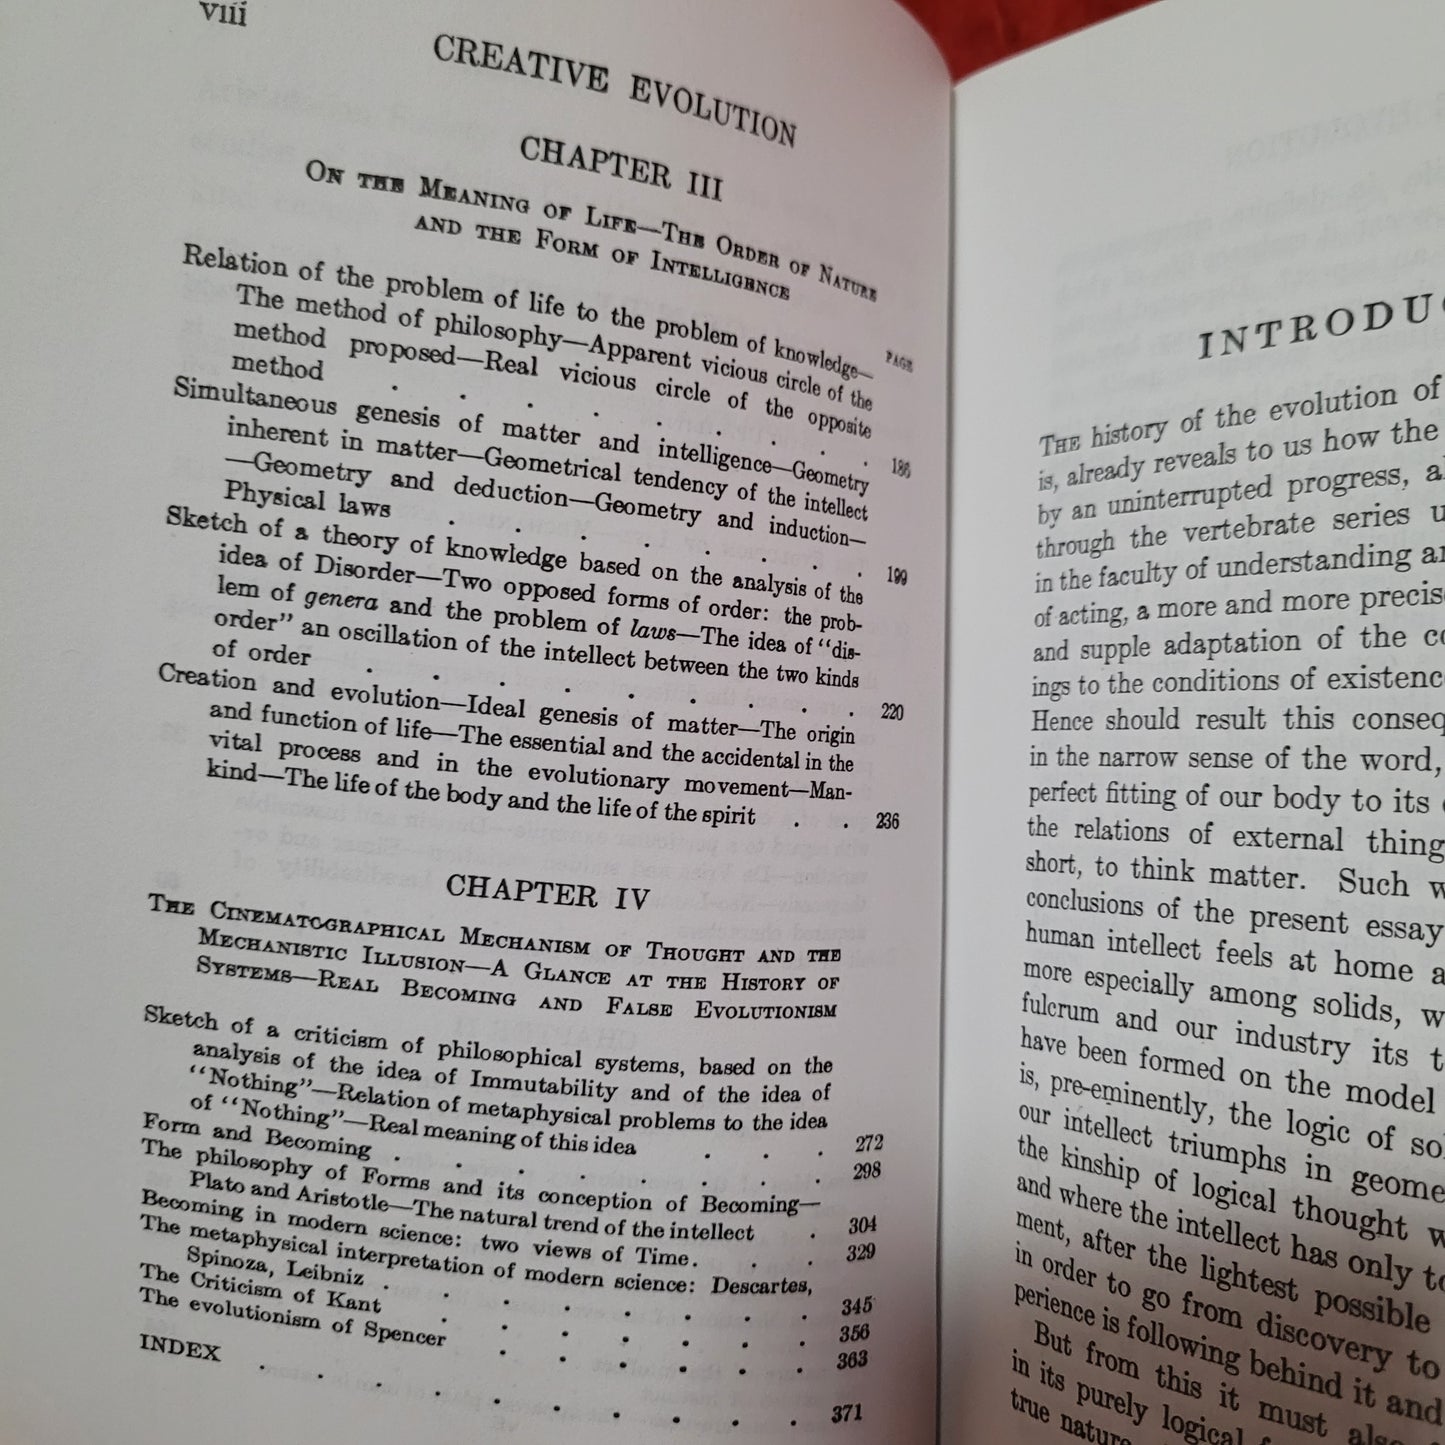 viii
CREATIVE EVOLUTION
CHAPTER III
ON THE MEANING OF LIFE—THE ORDER OF NATURE
AND THE FORM OF INTELLIGENCE
PAGE
Relation of the problem of life to the problem of knowledge—
The method of philosophy—Apparent vicious circle of the
method proposed—Real vicious circle of the opposite
method . . . . . . . . 186
Simultaneous genesis of matter and intelligence—Geometry
inherent in matter—Geometrical tendency of the intellect
—Geometry and deduction—Geometry and induction—
Physical laws . . . . . . . 199
Sketch of a theory of knowledge based on the analysis of the
idea of Disorder—Two opposed forms of order: the prob-
lem of genera and the problem of laws—The idea of "dis-
order" an oscillation of the intellect between the two kinds
of order . . . . . . . . 220
Creation and evolution—Ideal genesis of matter—The origin
and function of life—The essential and the accidental in the
vital process and in the evolutionary movement—Man-
kind—The life of the body and the life of the spirit . . 236
CHAPTER IV
THE CINEMATOGRAPHICAL MECHANISM OF THOUGHT AND THE
MECHANISTIC ILLUSION—A GLANCE AT THE HISTORY OF
SYSTEMS—REAL BECOMING AND FALSE EVOLUTIONISM
Sketch of a criticism of philosophical systems, based on the
analysis of the idea of Immutability and of the idea of
"Nothing"—Relation of metaphysical problems to the idea
of "Nothing"—Real meaning of this idea . . . 272
Form and Becoming . . . . . . . 298
The philosophy of Forms and its conception of Becoming—
Plato and Aristotle—The natural trend of the intellect . 304
Becoming in modern science: two views of Time. . . 329
The metaphysical interpretation of modern science: Descartes,
Spinoza, Leibniz . . . . . . . . 345
The Criticism of Kant . . . . . . . 356
The evolutionism of Spencer . . . . . . 363
INDEX . . . . . . . . . . 371
INTRODU
THE history of the evolution of
is, already reveals to us how the
by an uninterrupted progress, a
through the vertebrate series
in the faculty of understanding
of acting, a more and more precis
and supple adaptation of the
ings to the conditions of existenc
Hence should result this conseq
in the narrow sense of the word,
perfect fitting of our body to its
the relations of external thing
short, to think matter. Such w
conclusions of the present essay
human intellect feels at home a
more especially among solids, w
fulcrum and our industry its t
have been formed on the model
is, pre-eminently, the logic of so
our intellect triumphs in geome
the kinship of logical thought w
and where the intellect has only to
ment, after the lightest possible
in order to go from discovery to
perience is following behind it and
But from this it must also
in its purely logical
true nature